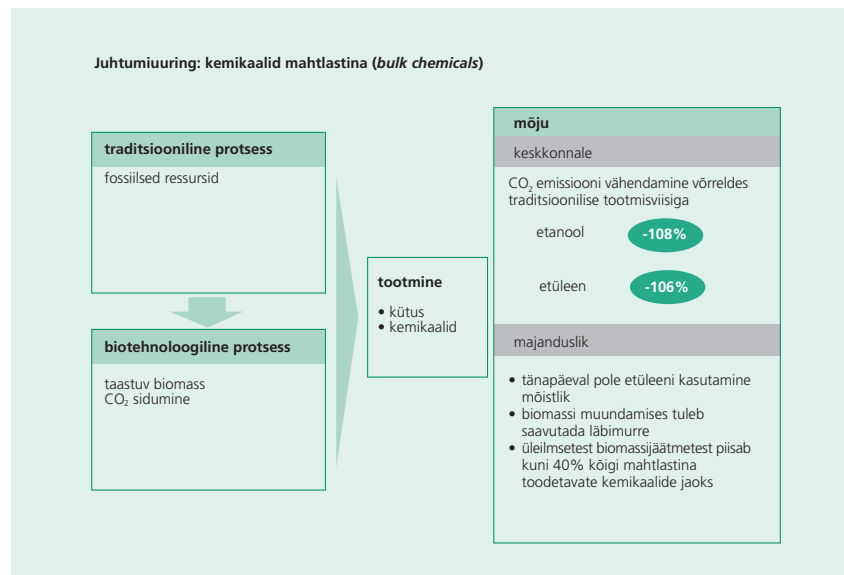 Juhtumiuuring: kemikaalid mahtlastina (bulk chemicals)
traditsiooniline protsess
fossiilsed ressursid
biotehnoloogiline protsess
taastuv biomass
CO₂ sidumine
tootmine
• kütus
• kemikaalid
mõju
keskkonnale
CO₂ emissiooni vähendamine võrreldes
traditsioonilise tootmisviisiga
etanool -108%
etüleen -106%
majanduslik
• tänapäeval pole etüleeni kasutamine
mõistlik
• biomassi muundamises tuleb
saavutada läbimurre
• üleilmsetest biomassijäätmetest piisab
kuni 40% kõigi mahtlastina
toodetavate kemikaalide jaoks